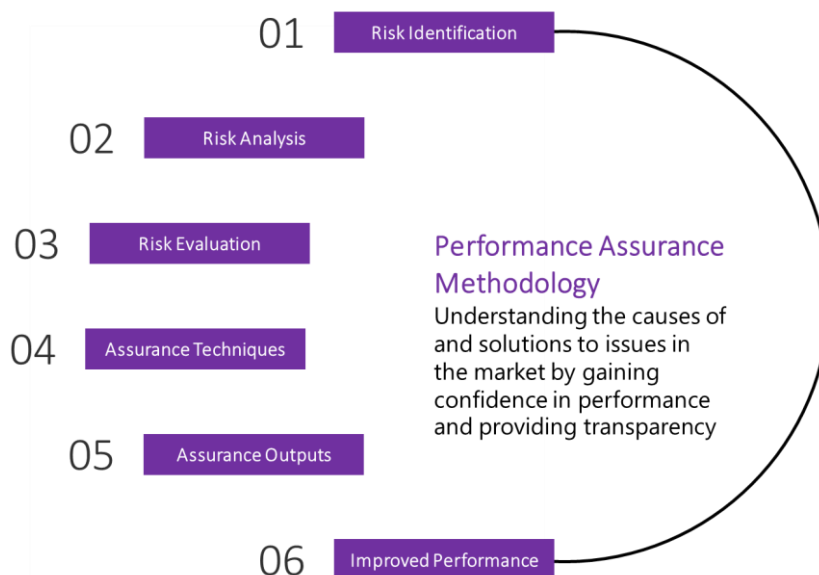 01
Risk Identification
02
Risk Analysis
03
Risk Evaluation
Performance Assurance
Methodology
Understanding the causes of
and solutions to issues in
the market by gaining
confidence in performance
and providing transparency
04
Assurance Techniques
05
Assurance Outputs
06
Improved Performance